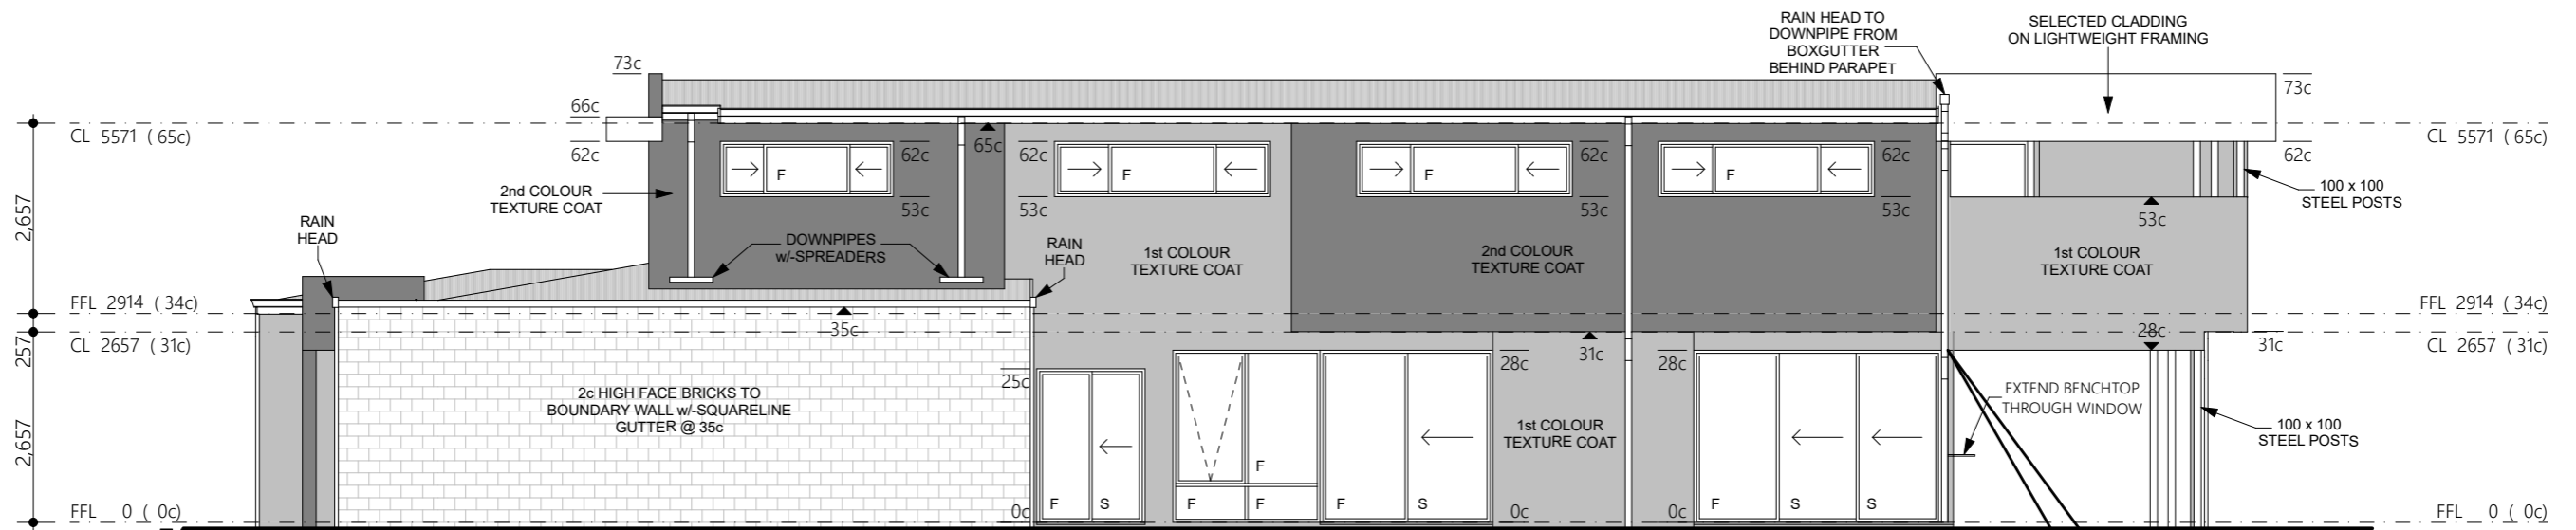 RAIN HEAD TO
DOWNPIPE FROM
BOXGUTTER
BEHIND PARAPET
SELECTED CLADDING
ON LIGHTWEIGHT FRAMING
73c
73c
66c
CL 5571 ( 65c)
CL 5571 ( 65c)
62c
62c
65c
62c
62c
62c
62c
F
F
F
F
2nd COLOUR
TEXTURE COAT
100 x 100
STEEL POSTS
53c
53c
53c
53c
53c
2,657
RAIN
HEAD
DOWNPIPES
w/-SPREADERS
RAIN
HEAD
1st COLOUR
TEXTURE COAT
2nd COLOUR
TEXTURE COAT
1st COLOUR
TEXTURE COAT
FFL 2914 ( 34c)
FFL 2914 ( 34c)
35c
28c
257
CL 2657 ( 31c)
31c
31c
CL 2657 ( 31c)
28c
28c
25c
2c HIGH FACE BRICKS TO
BOUNDARY WALL w/-SQUARELINE
GUTTER @ 35c
EXTEND BENCHTOP
THROUGH WINDOW
2,657
1st COLOUR
TEXTURE COAT
100 x 100
STEEL POSTS
F
F S F F F S F S S
FFL 0 ( 0c)
0c
0c
0c
FFL 0 ( 0c)